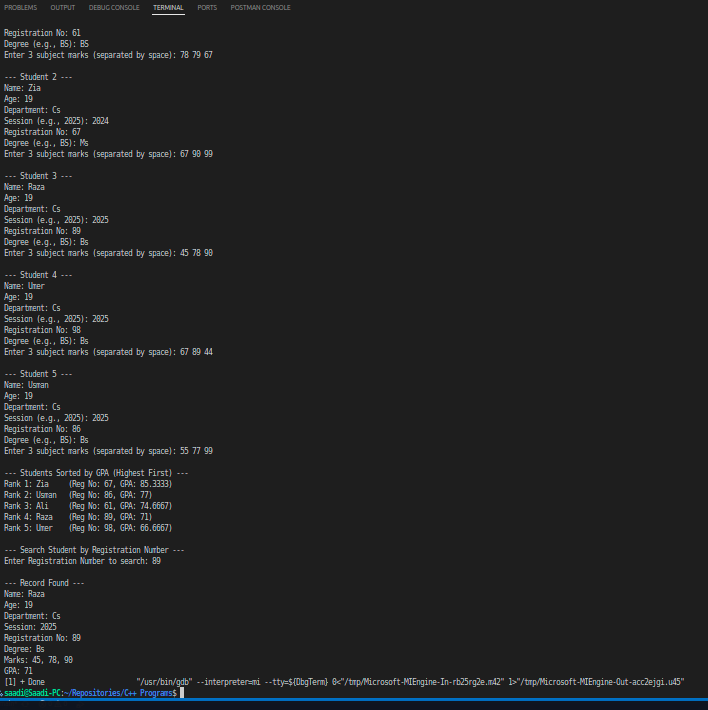 PROBLEMS OUTPUT DEBUG CONSOLE TERMINAL PORTS POSTMAN CONSOLE
Registration No: 61
Degree (e.g., BS): BS
Enter 3 subject marks (separated by space): 78 79 67
--- Student 2 ---
Name: Zia
Age: 19
Department: Cs
Session (e.g., 2025): 2024
Registration No: 67
Degree (e.g., BS): Ms
Enter 3 subject marks (separated by space): 67 90 99
--- Student 3 ---
Name: Raza
Age: 19
Department: Cs
Session (e.g., 2025): 2025
Registration No: 89
Degree (e.g., BS): Bs
Enter 3 subject marks (separated by space): 45 78 90
--- Student 4 ---
Name: Umer
Age: 19
Department: Cs
Session (e.g., 2025): 2025
Registration No: 98
Degree (e.g., BS): Bs
Enter 3 subject marks (separated by space): 67 89 44
--- Student 5 ---
Name: Usman
Age: 19
Department: Cs
Session (e.g., 2025): 2025
Registration No: 86
Degree (e.g., BS): Bs
Enter 3 subject marks (separated by space): 55 77 99
--- Students Sorted by GPA (Highest First) ---
Rank 1: Zia (Reg No: 67, GPA: 85.3333)
Rank 2: Usman (Reg No: 86, GPA: 77)
Rank 3: Ali (Reg No: 61, GPA: 74.6667)
Rank 4: Raza (Reg No: 89, GPA: 71)
Rank 5: Umer (Reg No: 98, GPA: 66.6667)
--- Search Student by Registration Number ---
Enter Registration Number to search: 89
--- Record Found ---
Name: Raza
Age: 19
Department: Cs
Session: 2025
Registration No: 89
Degree: Bs
Marks: 45, 78, 90
GPA: 71
[1] + Done "/usr/bin/gdb" --interpreter=mi --tty=${DbgTerm} 0<"/tmp/Microsoft-MIEngine-In-rb25rg2e.m42" 1>"/tmp/Microsoft-MIEngine-Out-acc2ejgi.u45"
saadi@Saadi-PC:~/Repositories/C++ Programs$